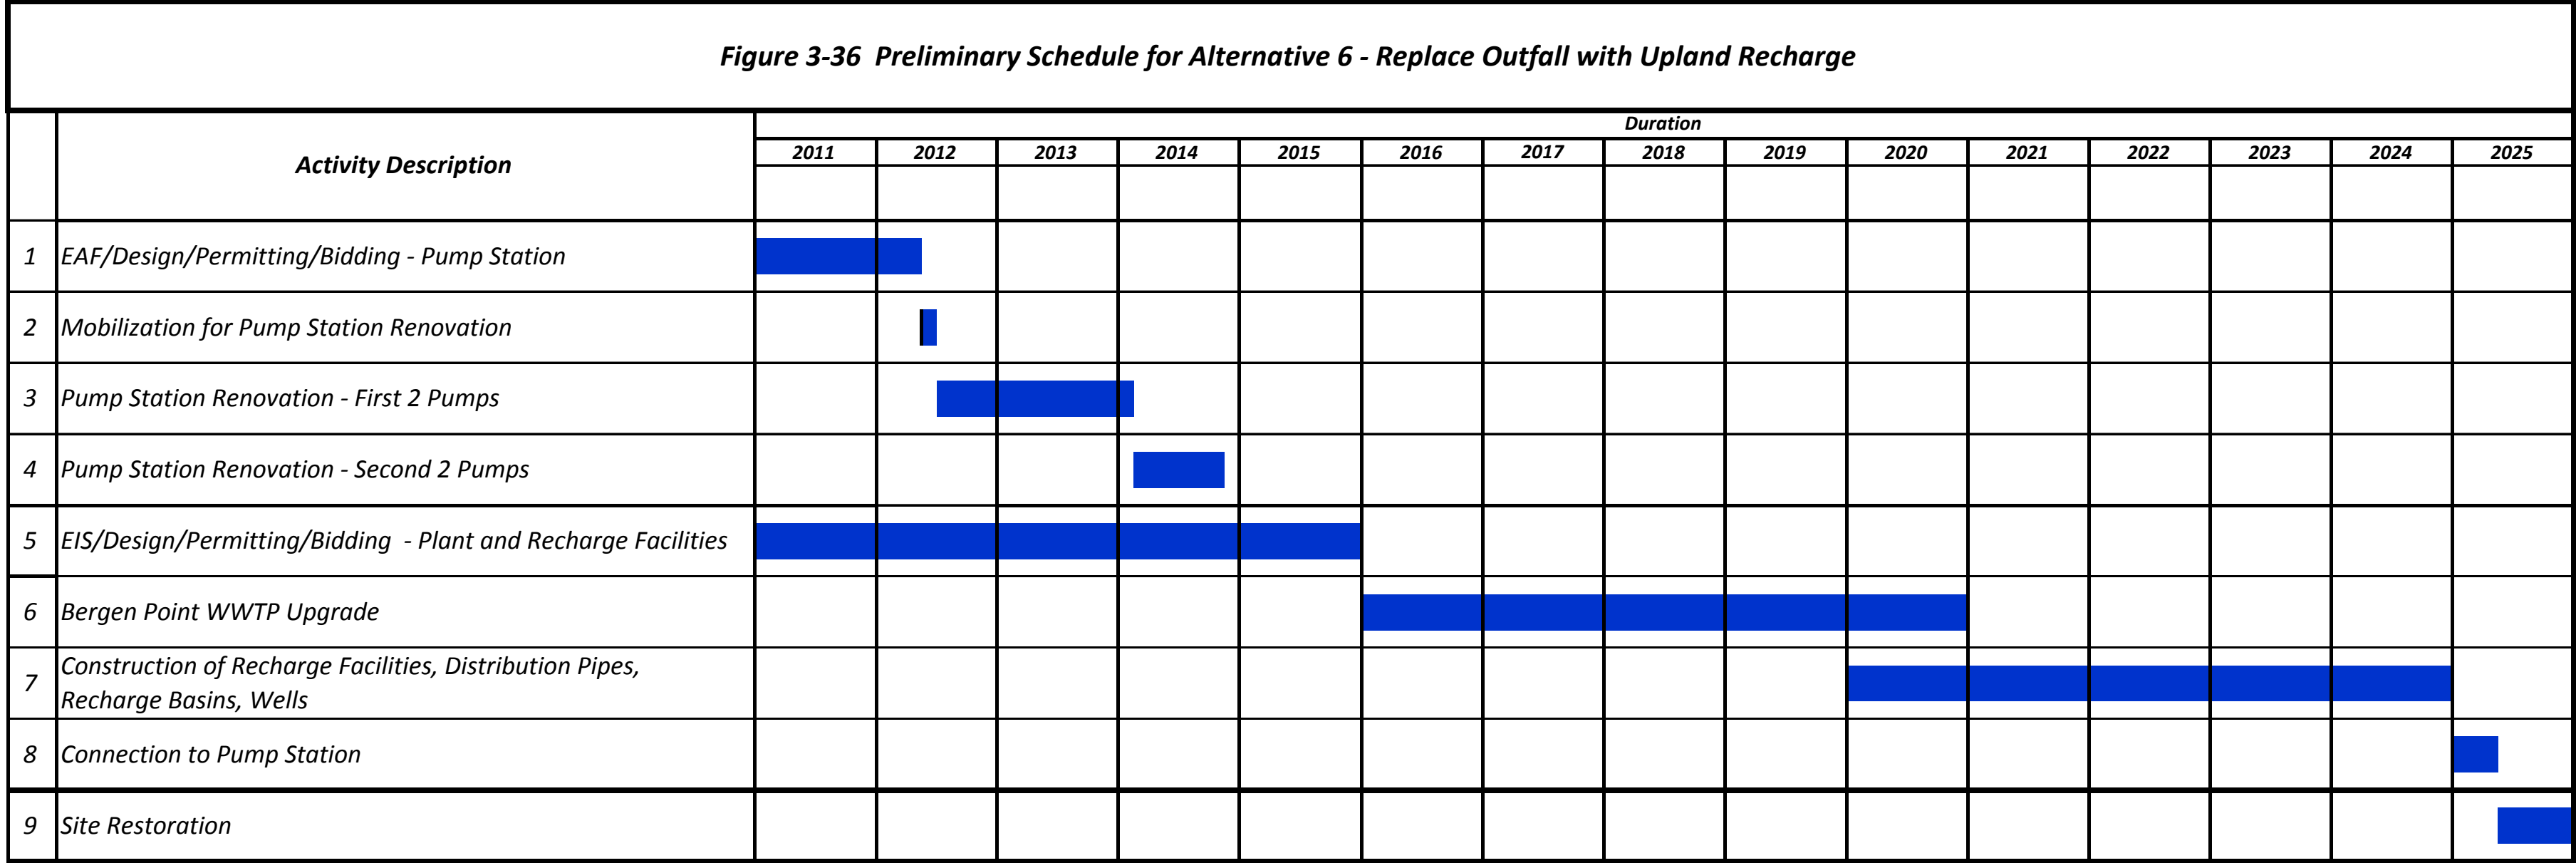 Figure 3-36  Preliminary Schedule for Alternative 6 - Replace Outfall with Upland Recharge
Activity Description
Duration
2011 2012 2013 2014 2015 2016 2017 2018 2019 2020 2021 2022 2023 2024 2025
1 EAF/Design/Permitting/Bidding - Pump Station
2 Mobilization for Pump Station Renovation
3 Pump Station Renovation - First 2 Pumps
4 Pump Station Renovation - Second 2 Pumps
5 EIS/Design/Permitting/Bidding  - Plant and Recharge Facilities
6 Bergen Point WWTP Upgrade
7 Construction of Recharge Facilities, Distribution Pipes,
Recharge Basins, Wells
8 Connection to Pump Station
9 Site Restoration